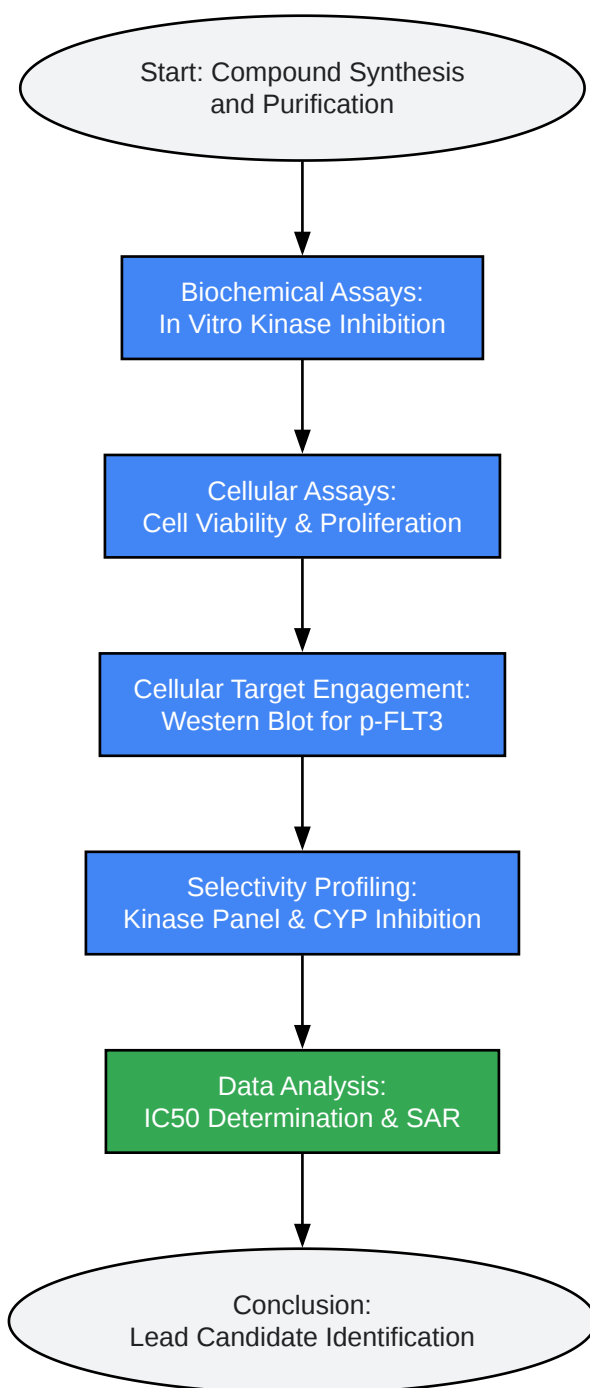 Start: Compound Synthesis
and Purification
Biochemical Assays:
In Vitro Kinase Inhibition
Cellular Assays:
Cell Viability & Proliferation
Cellular Target Engagement:
Western Blot for p-FLT3
Selectivity Profiling:
Kinase Panel & CYP Inhibition
Data Analysis:
IC50 Determination & SAR
Conclusion:
Lead Candidate Identification